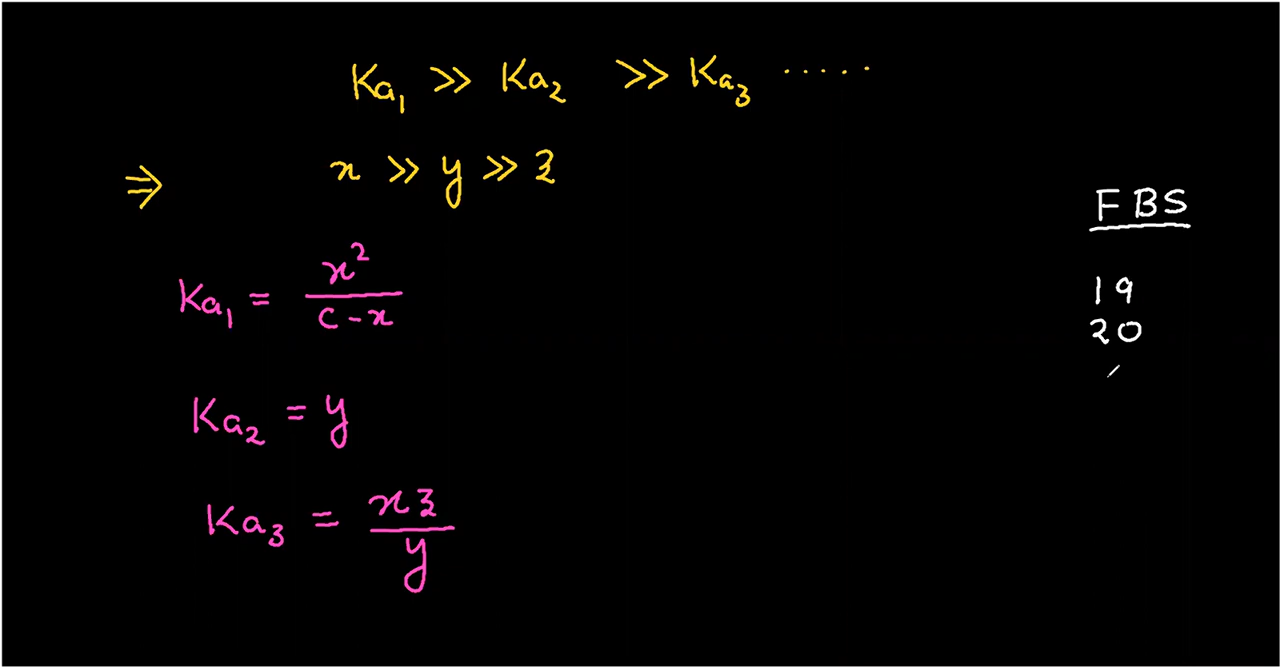 Ka₁ >> Ka₂ >> Ka₃ ......
⇒ x >> y >> z
FBS
Ka₁ = x² / (C - x)
19
20
Ka₂ = y
Ka₃ = xz / y